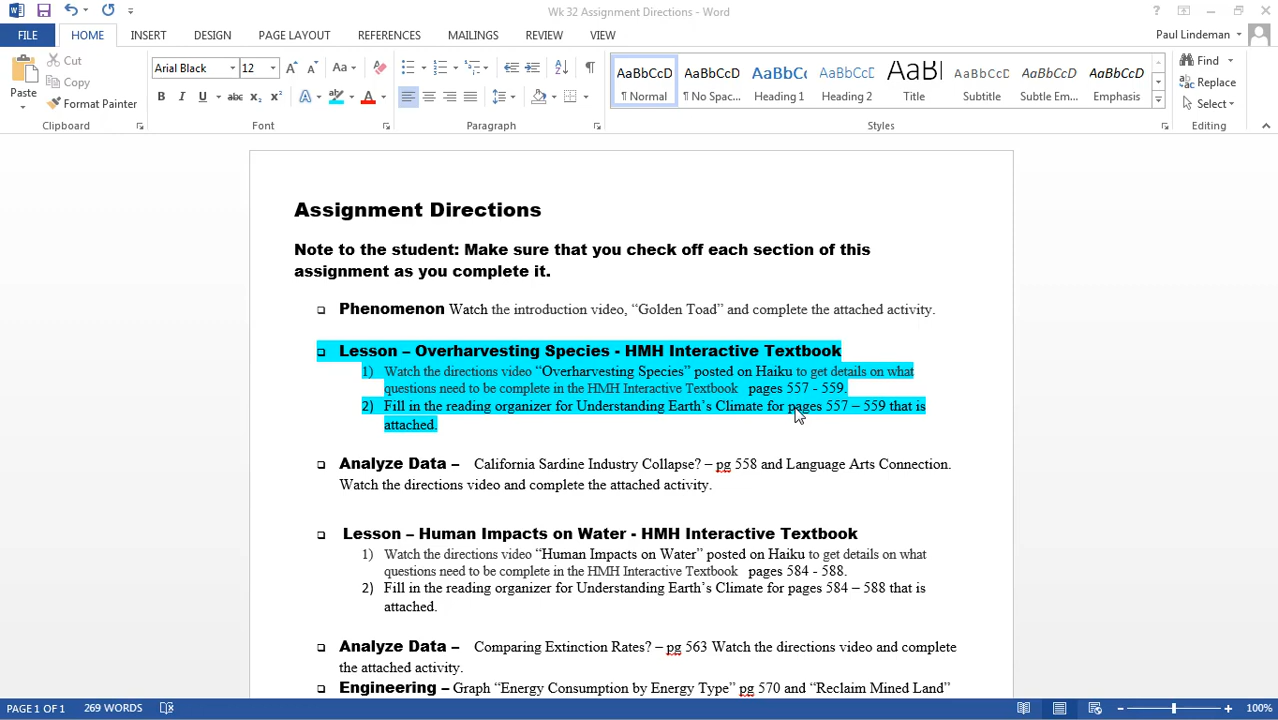 Wk 32 Assignment Directions - Word
?
FILE HOME INSERT DESIGN PAGE LAYOUT REFERENCES MAILINGS REVIEW VIEW Paul Lindeman
Cut
Copy
Format Painter
Paste
Clipboard
Arial Black 12
Aa
B I U abc x₂ x² A A
Font
Paragraph
AaBbCcD AaBbCcD AaBbCc AaBbCcD AaBl AaBbCcD AaBbCcD AaBbCcD
¶ Normal ¶ No Spac... Heading 1 Heading 2 Title Subtitle Subtle Em... Emphasis
Styles
Find
Replace
Select
Editing
Assignment Directions
Note to the student: Make sure that you check off each section of this
assignment as you complete it.
Phenomenon Watch the introduction video, “Golden Toad” and complete the attached activity.
Lesson – Overharvesting Species - HMH Interactive Textbook
1) Watch the directions video “Overharvesting Species” posted on Haiku to get details on what
questions need to be complete in the HMH Interactive Textbook pages 557 - 559.
2) Fill in the reading organizer for Understanding Earth’s Climate for pages 557 – 559 that is
attached.
Analyze Data – California Sardine Industry Collapse? – pg 558 and Language Arts Connection.
Watch the directions video and complete the attached activity.
Lesson – Human Impacts on Water - HMH Interactive Textbook
1) Watch the directions video “Human Impacts on Water” posted on Haiku to get details on what
questions need to be complete in the HMH Interactive Textbook pages 584 - 588.
2) Fill in the reading organizer for Understanding Earth’s Climate for pages 584 – 588 that is
attached.
Analyze Data – Comparing Extinction Rates? – pg 563 Watch the directions video and complete
the attached activity.
Engineering – Graph “Energy Consumption by Energy Type” pg 570 and “Reclaim Mined Land”
PAGE 1 OF 1 269 WORDS 100%